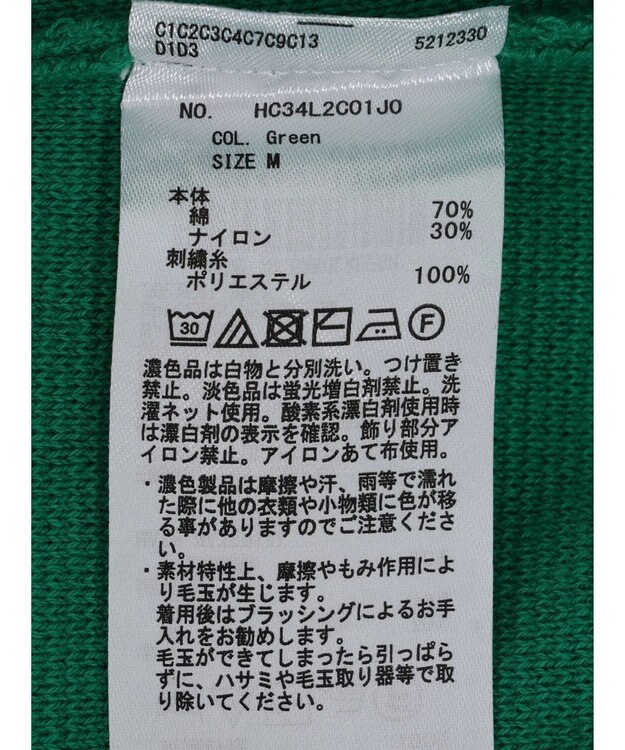 C1C2C3C4C7C9C13 5212330
D1D3
NO. HC34L2C01J0
COL. Green
SIZE M
本体
綿 70%
ナイロン 30%
刺繍糸
ポリエステル 100%
30 F
濃色品は白物と分別洗い。つけ置き
禁止。淡色品は蛍光増白剤禁止。洗
濯ネット使用。酸素系漂白剤使用時
は漂白剤の表示を確認。飾り部分ア
イロン禁止。アイロンあて布使用。
・濃色製品は摩擦や汗、雨等で濡れ
た際に他の衣類や小物類に色が移
る事がありますのでご注意くださ
い。
・素材特性上、摩擦やもみ作用によ
り毛玉が生じます。
着用後はブラッシングによるお手
入れをお勧めします。
毛玉ができてしまったら引っぱら
ずに、ハサミや毛玉取り器等で取
り除いてください。